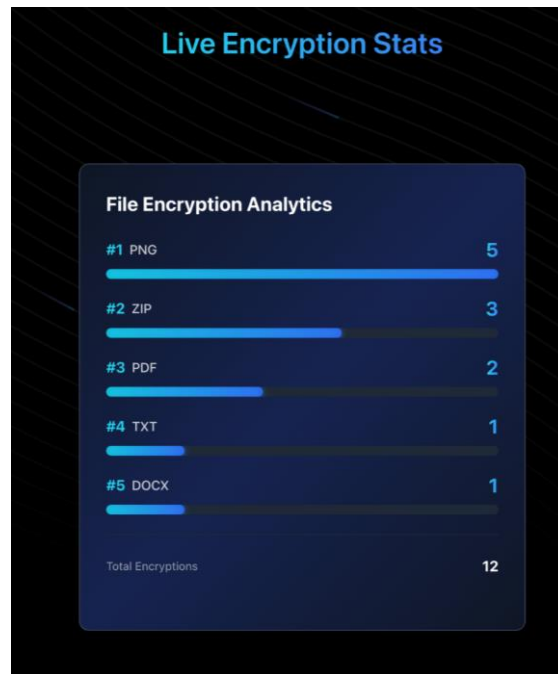 Live Encryption Stats
File Encryption Analytics
#1 PNG 5
#2 ZIP 3
#3 PDF 2
#4 TXT 1
#5 DOCX 1
Total Encryptions 12